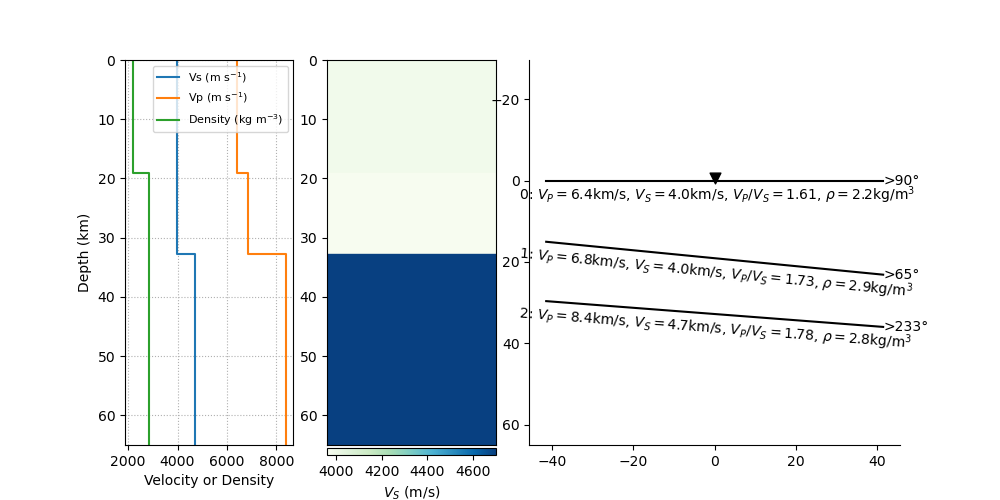 Vs (m s⁻¹)
Vp (m s⁻¹)
Density (kg m⁻³)
0
10
20
30
40
50
60
Depth (km)
2000 4000 6000 8000
Velocity or Density
0
10
20
30
40
50
60
4000 4200 4400 4600
V_S (m/s)
−20
0
20
40
60
>90°
0: V_P = 6.4km/s, V_S = 4.0km/s, V_P/V_S = 1.61, ρ = 2.2kg/m³
>65°
1: V_P = 6.8km/s, V_S = 4.0km/s, V_P/V_S = 1.73, ρ = 2.9kg/m³
>233°
2: V_P = 8.4km/s, V_S = 4.7km/s, V_P/V_S = 1.78, ρ = 2.8kg/m³
−40 −20 0 20 40